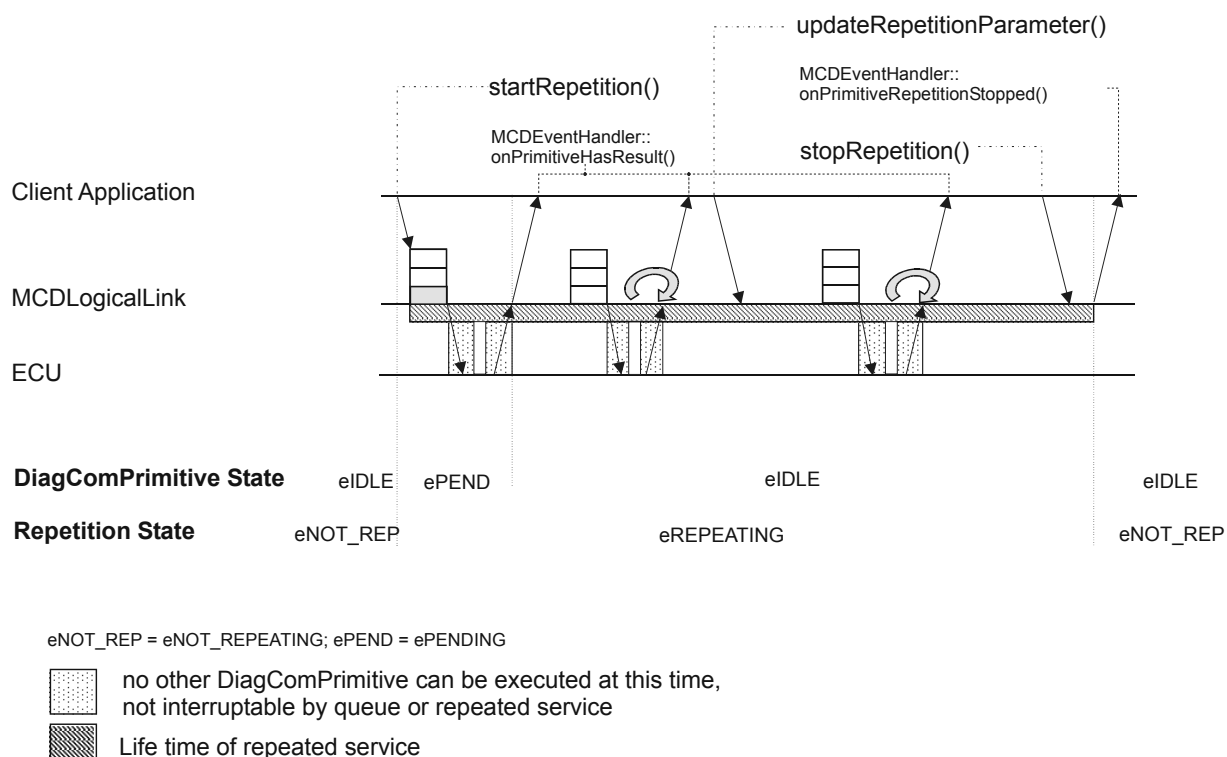 updateRepetitionParameter()
startRepetition()
MCDEventHandler::
onPrimitiveRepetitionStopped()
MCDEventHandler::
onPrimitiveHasResult()
stopRepetition()
Client Application
MCDLogicalLink
ECU
DiagComPrimitive State eIDLE ePEND eIDLE eIDLE
Repetition State eNOT_REP eREPEATING eNOT_REP
eNOT_REP = eNOT_REPEATING; ePEND = ePENDING
no other DiagComPrimitive can be executed at this time,
not interruptable by queue or repeated service
Life time of repeated service